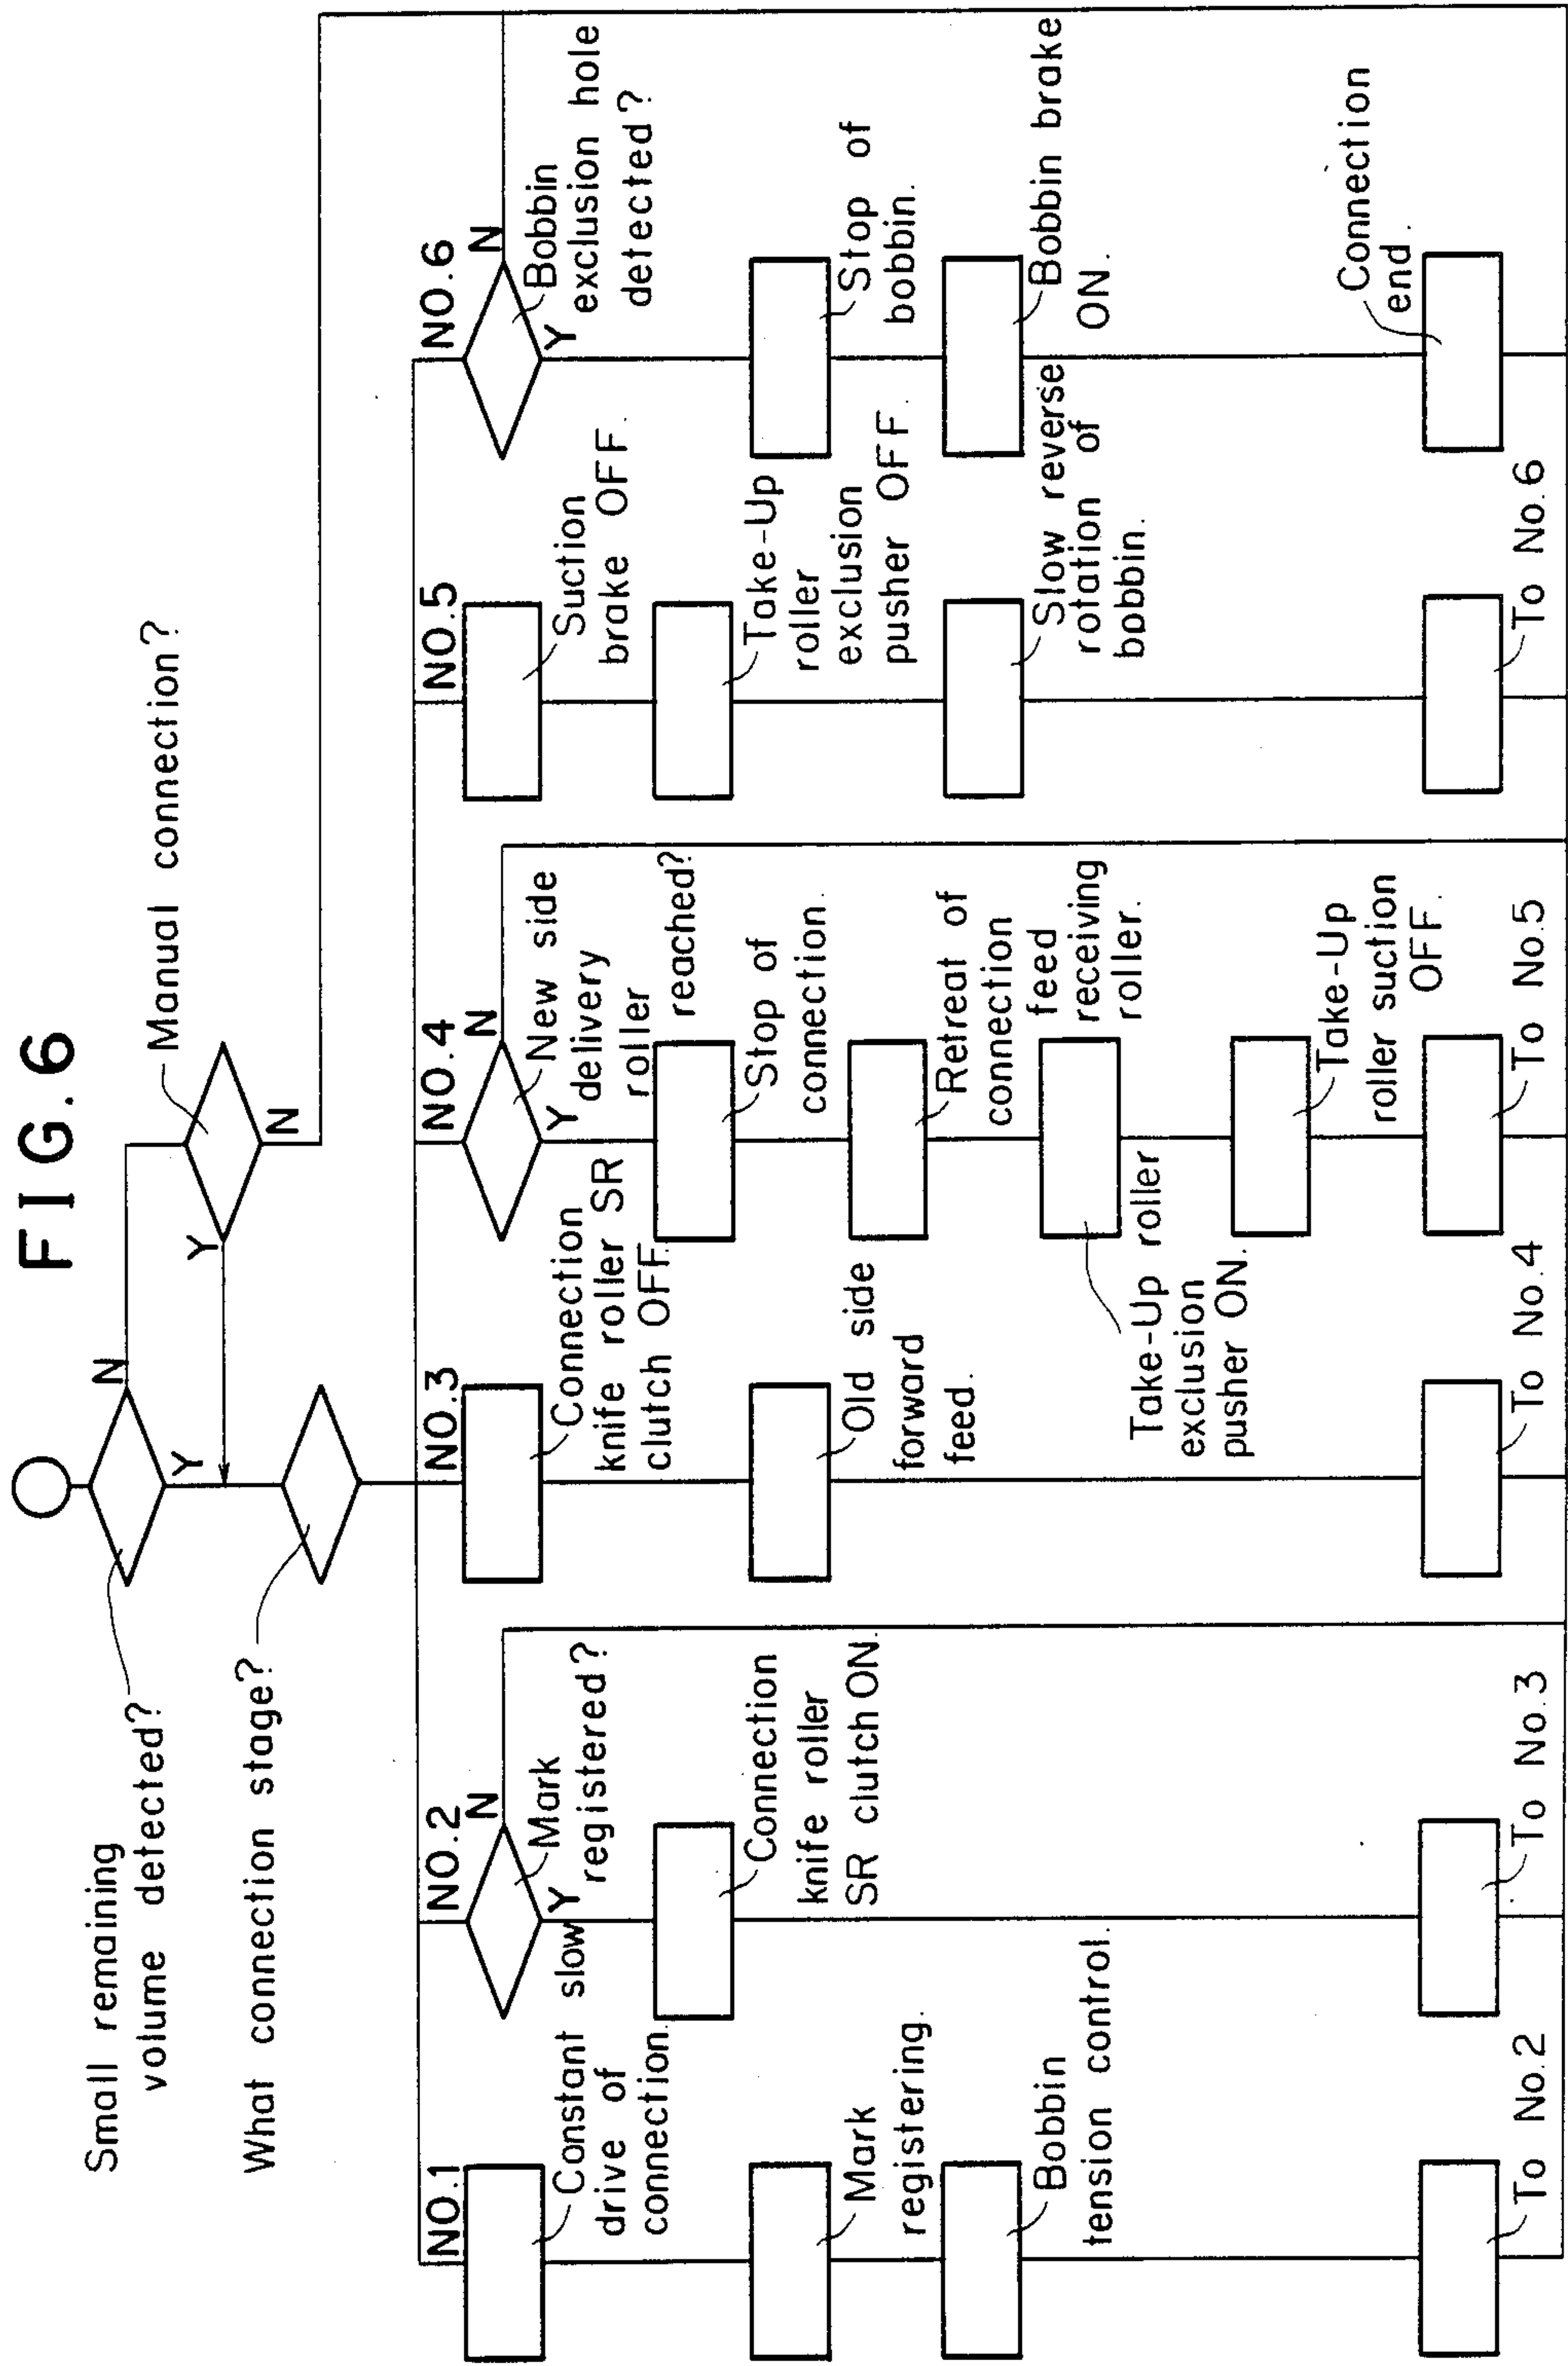 FIG. 6
Small remaining
volume detected?
N
Y
Manual connection?
Y
N
What connection stage?
NO.1
Constant slow
drive of
connection.
Mark
registering.
Bobbin
tension control.
To No.2
NO.2
N
Mark
registered?
Y
Connection
knife roller
SR clutch ON.
To No.3
NO.3
Connection
knife roller SR
clutch OFF.
Old side
forward
feed.
To No.4
NO.4
N
New side
delivery
roller
reached?
Y
Stop of
connection.
Retreat of
connection
feed
receiving
roller.
Take-Up roller
exclusion
pusher ON.
Take-Up
roller suction
OFF.
To No.5
NO.5
Suction
brake OFF.
Take-Up
roller
exclusion
pusher OFF.
Slow reverse
rotation of
bobbin.
To No.6
NO.6
N
Bobbin
exclusion hole
detected?
Y
Stop of
bobbin.
Bobbin brake
ON.
Connection
end.